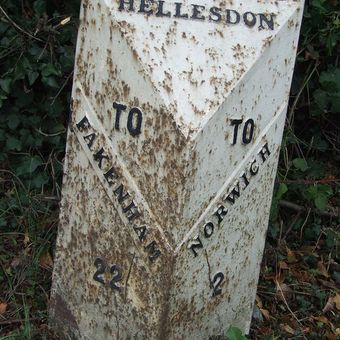 HELLESDON
TO
FAKENHAM
22
TO
NORWICH
2